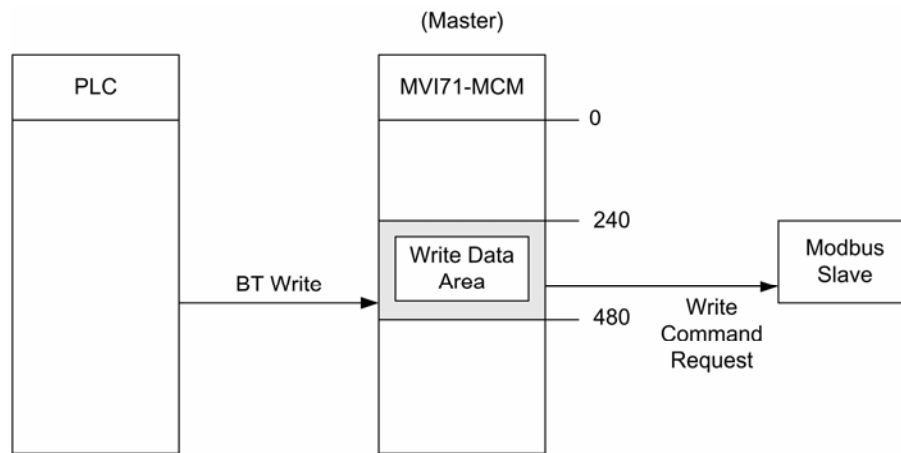 (Master)
PLC
MVI71-MCM
0
240
Write Data
Area
Modbus
Slave
BT Write
480
Write
Command
Request